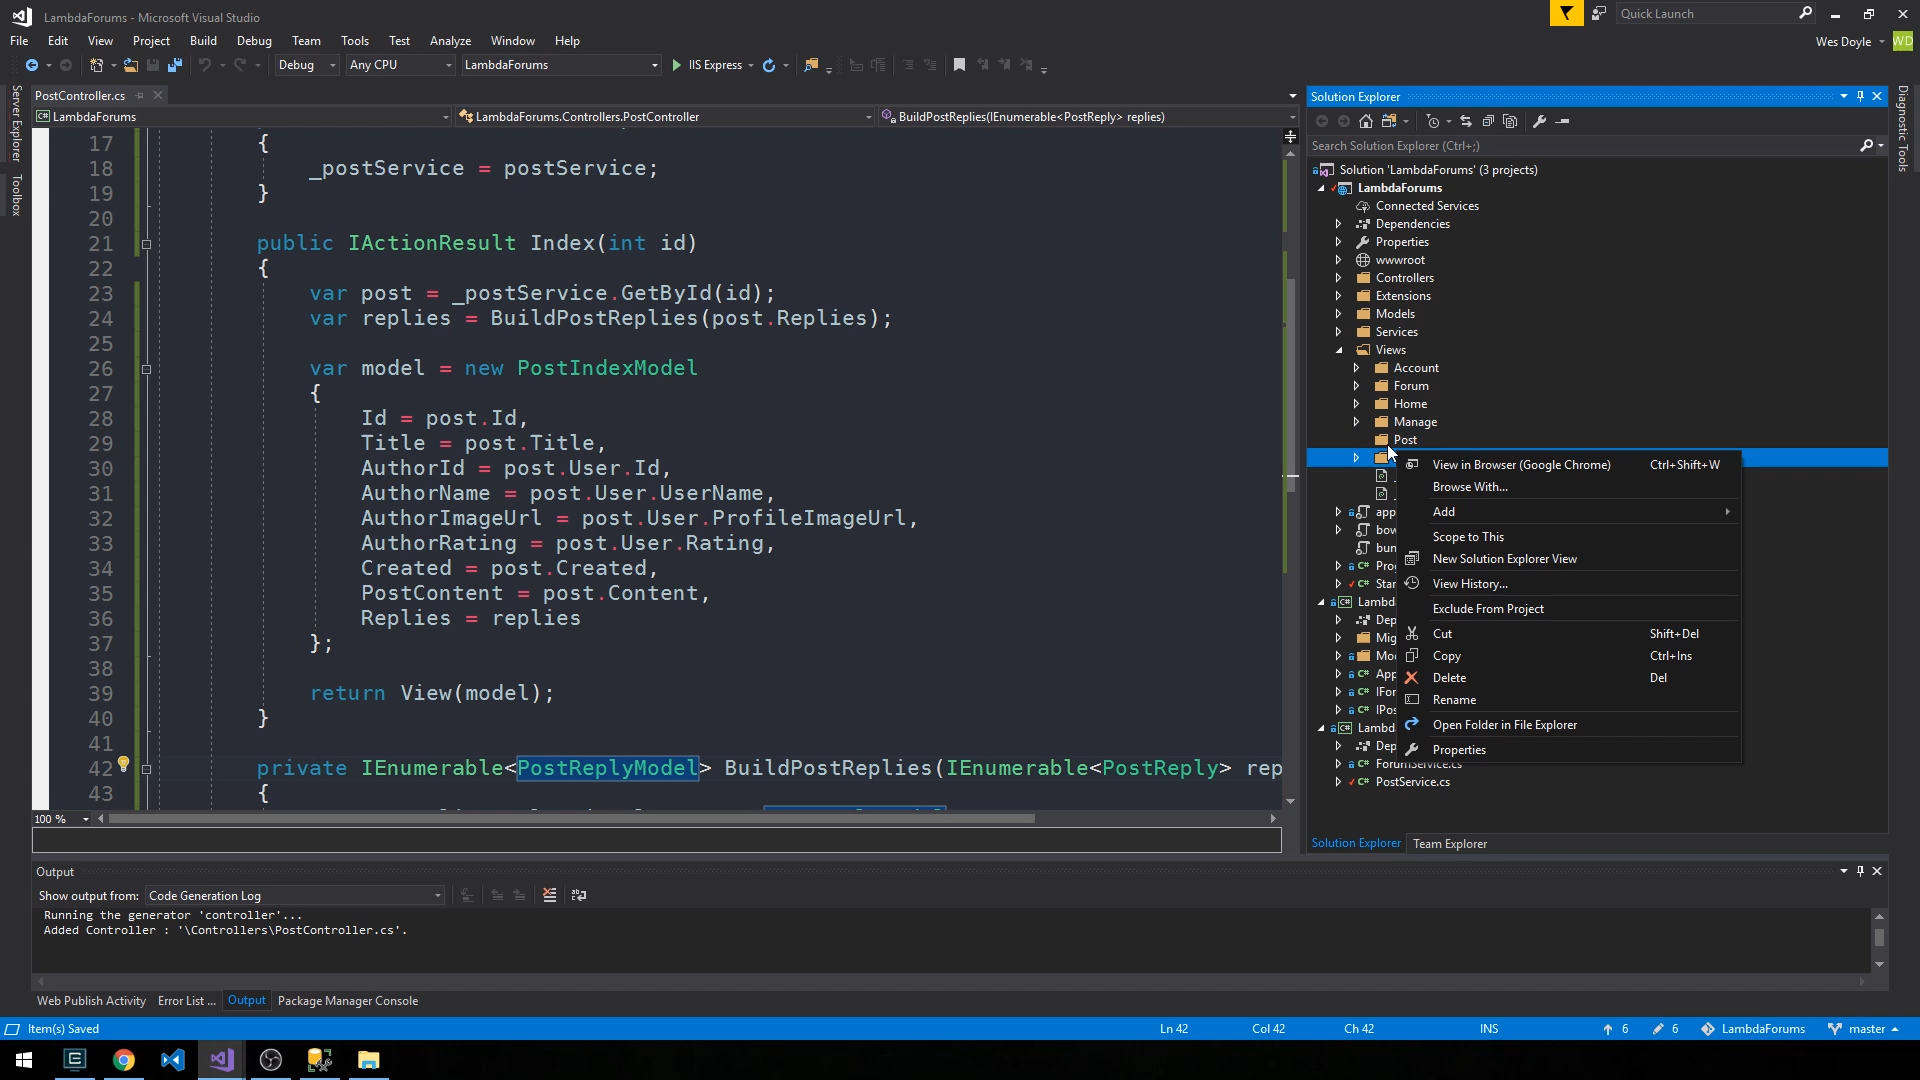 LambdaForums - Microsoft Visual Studio
Quick Launch
File Edit View Project Build Debug Team Tools Test Analyze Window Help
Wes Doyle WD
Debug Any CPU LambdaForums IIS Express
Server Explorer
Toolbox
PostController.cs
LambdaForums LambdaForums.Controllers.PostController BuildPostReplies(IEnumerable<PostReply> replies)
17 {
18 _postService = postService;
19 }
20
21 public IActionResult Index(int id)
22 {
23 var post = _postService.GetById(id);
24 var replies = BuildPostReplies(post.Replies);
25
26 var model = new PostIndexModel
27 {
28 Id = post.Id,
29 Title = post.Title,
30 AuthorId = post.User.Id,
31 AuthorName = post.User.UserName,
32 AuthorImageUrl = post.User.ProfileImageUrl,
33 AuthorRating = post.User.Rating,
34 Created = post.Created,
35 PostContent = post.Content,
36 Replies = replies
37 };
38
39 return View(model);
40 }
41
42 private IEnumerable<PostReplyModel> BuildPostReplies(IEnumerable<PostReply> rep
43 {
100 %
Solution Explorer
Search Solution Explorer (Ctrl+;)
Solution 'LambdaForums' (3 projects)
LambdaForums
Connected Services
Dependencies
Properties
wwwroot
Controllers
Extensions
Models
Services
Views
Account
Forum
Home
Manage
Post
app
bow
bun
C# Pro
C# Star
C# Lambd
Dep
Mig
Mod
C# App
C# IFor
C# IPos
C# Lambd
Dep
C# ForumService.cs
C# PostService.cs
View in Browser (Google Chrome) Ctrl+Shift+W
Browse With...
Add
Scope to This
New Solution Explorer View
View History...
Exclude From Project
Cut Shift+Del
Copy Ctrl+Ins
Delete Del
Rename
Open Folder in File Explorer
Properties
Solution Explorer Team Explorer
Diagnostic Tools
Output
Show output from: Code Generation Log
Running the generator 'controller'...
Added Controller : '\Controllers\PostController.cs'.
Web Publish Activity Error List ... Output Package Manager Console
Item(s) Saved Ln 42 Col 42 Ch 42 INS 6 6 LambdaForums master